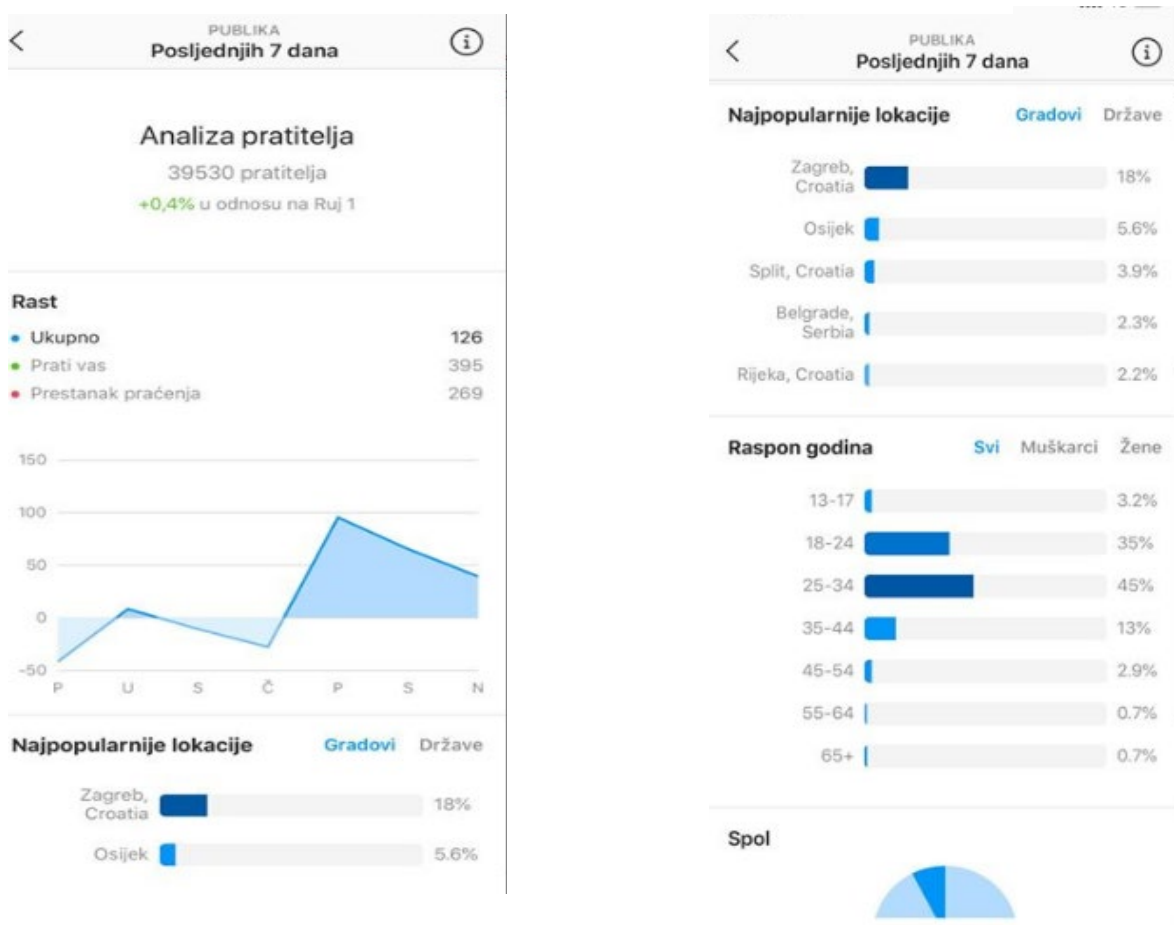 PUBLIKA
Posljednjih 7 dana
Analiza pratitelja
39530 pratitelja
+0,4% u odnosu na Ruj 1
Rast
Ukupno 126
Prati vas 395
Prestanak praćenja 269
150
100
50
0
-50
P U S Č P S N
Najpopularnije lokacije Gradovi Države
Zagreb,
Croatia 18%
Osijek 5.6%
PUBLIKA
Posljednjih 7 dana
Najpopularnije lokacije Gradovi Države
Zagreb,
Croatia 18%
Osijek 5.6%
Split, Croatia 3.9%
Belgrade,
Serbia 2.3%
Rijeka, Croatia 2.2%
Raspon godina Svi Muškarci Žene
13-17 3.2%
18-24 35%
25-34 45%
35-44 13%
45-54 2.9%
55-64 0.7%
65+ 0.7%
Spol